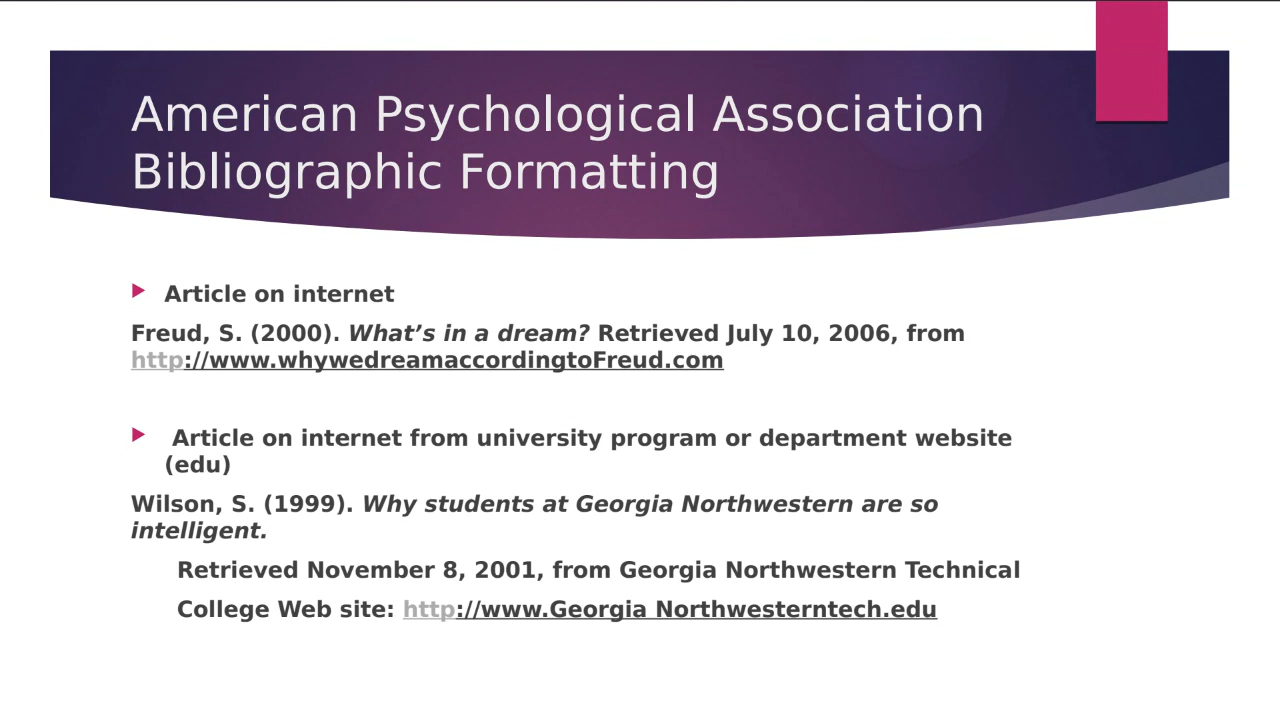 American Psychological Association
Bibliographic Formatting
Article on internet
Freud, S. (2000). What’s in a dream? Retrieved July 10, 2006, from
http://www.whywedreamaccordingtoFreud.com
Article on internet from university program or department website
(edu)
Wilson, S. (1999). Why students at Georgia Northwestern are so
intelligent.
Retrieved November 8, 2001, from Georgia Northwestern Technical
College Web site: http://www.Georgia Northwesterntech.edu